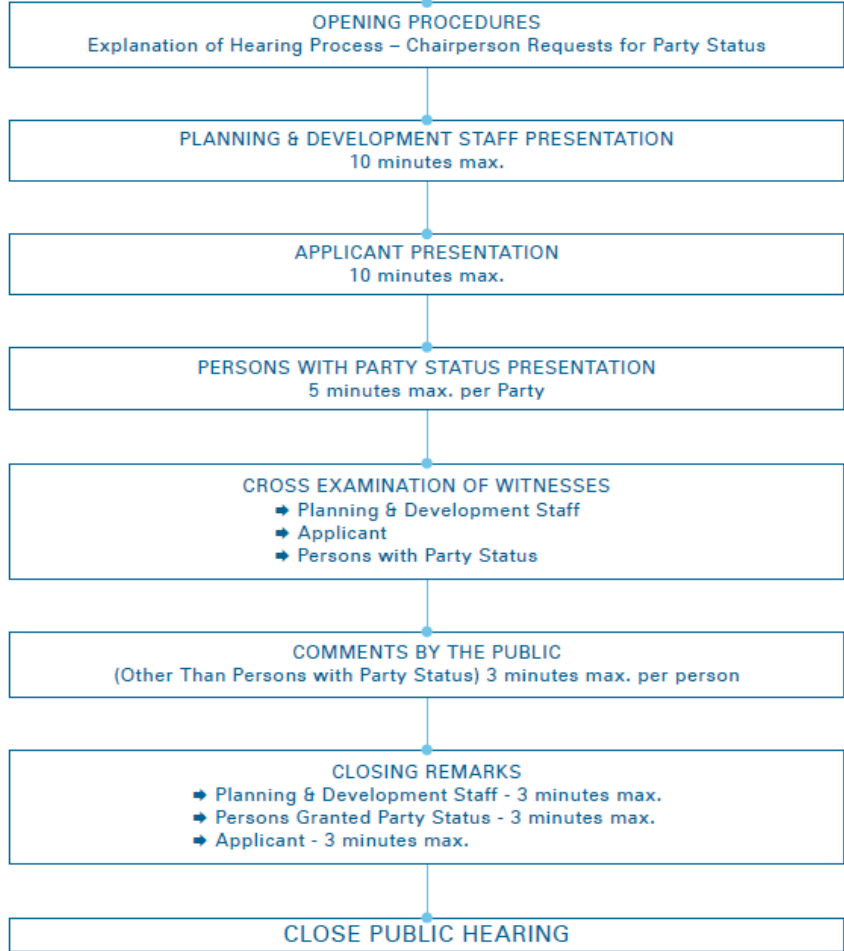 OPENING PROCEDURES
Explanation of Hearing Process – Chairperson Requests for Party Status
PLANNING & DEVELOPMENT STAFF PRESENTATION
10 minutes max.
APPLICANT PRESENTATION
10 minutes max.
PERSONS WITH PARTY STATUS PRESENTATION
5 minutes max. per Party
CROSS EXAMINATION OF WITNESSES
➡ Planning & Development Staff
➡ Applicant
➡ Persons with Party Status
COMMENTS BY THE PUBLIC
(Other Than Persons with Party Status) 3 minutes max. per person
CLOSING REMARKS
➡ Planning & Development Staff - 3 minutes max.
➡ Persons Granted Party Status - 3 minutes max.
➡ Applicant - 3 minutes max.
CLOSE PUBLIC HEARING